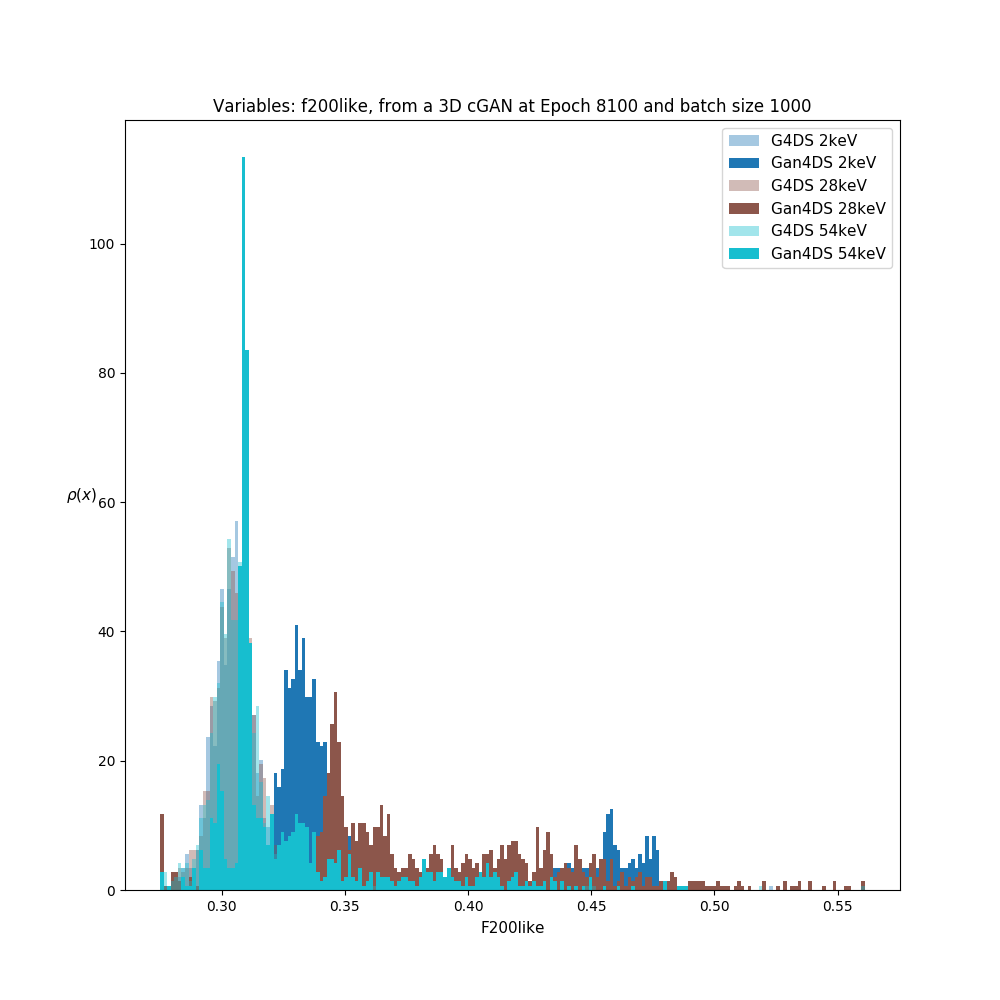 Variables: f200like, from a 3D cGAN at Epoch 8100 and batch size 1000
G4DS 2keV
Gan4DS 2keV
G4DS 28keV
Gan4DS 28keV
G4DS 54keV
Gan4DS 54keV
100
80
ρ(x)
60
40
20
0
0.30 0.35 0.40 0.45 0.50 0.55
F200like